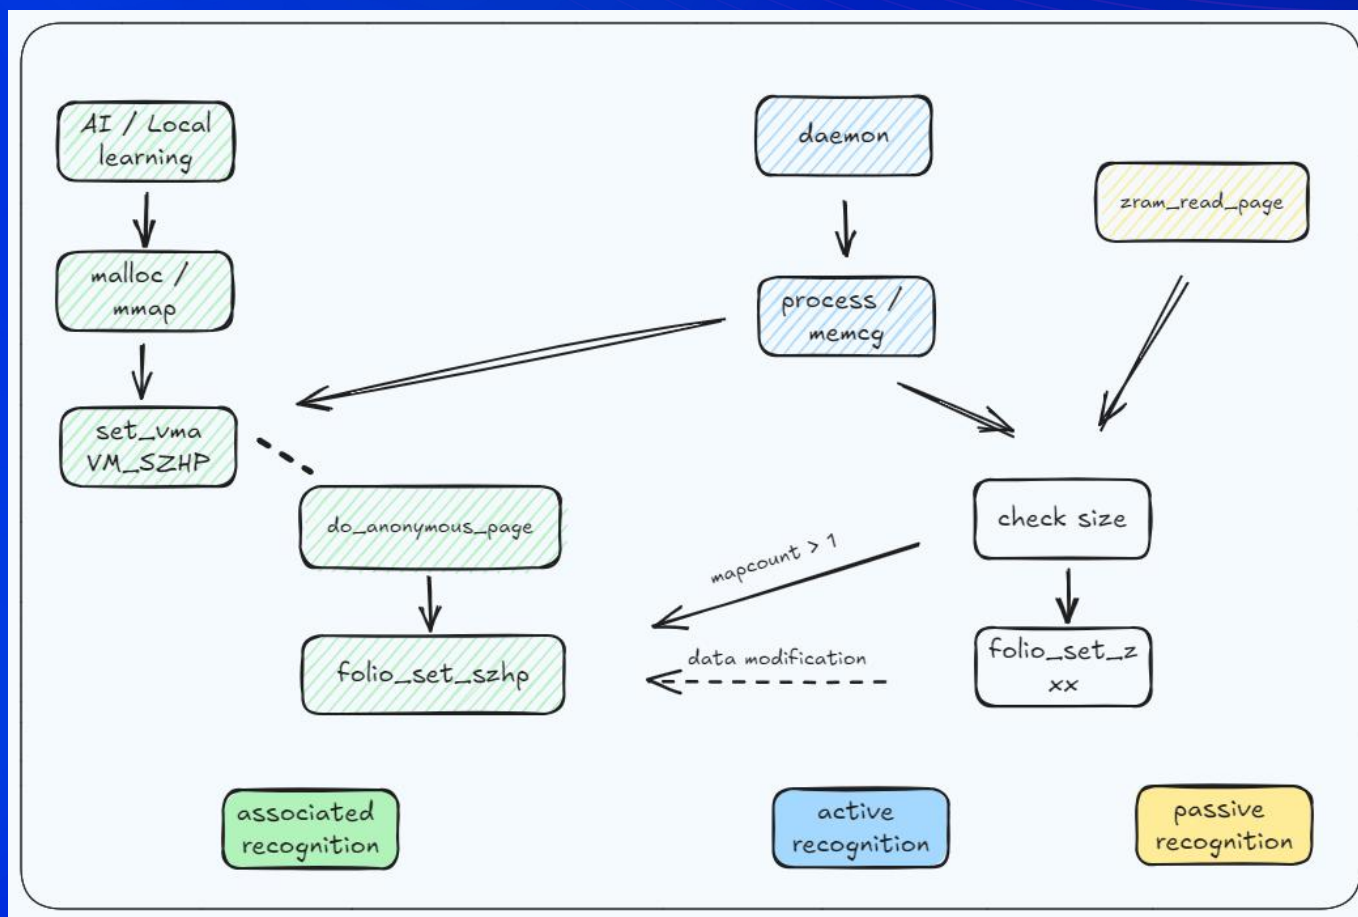 AI / Local
learning
daemon
zram_read_page
malloc /
mmap
process /
memcg
set_vma
VM_SZHP
check size
do_anonymous_page
mapcount > 1
folio_set_szhp
data modification
folio_set_z
xx
associated
recognition
active
recognition
passive
recognition